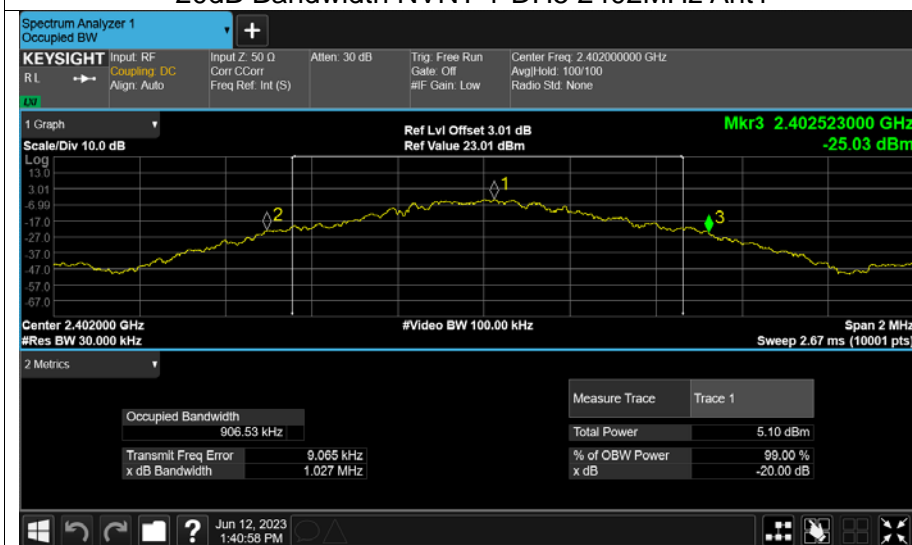 20dB Bandwidth NVNT 1-DH5 2402MHz Ant1
Spectrum Analyzer 1
Occupied BW
+
KEYSIGHT Input: RF Input Z: 50 Ω Atten: 30 dB Trig: Free Run Center Freq: 2.402000000 GHz
RL Coupling: DC Corr CCorr Gate: Off Avg|Hold: 100/100
Align: Auto Freq Ref: Int (S) #IF Gain: Low Radio Std: None
LXI
1 Graph Ref Lvl Offset 3.01 dB Mkr3 2.402523000 GHz
Scale/Div 10.0 dB Ref Value 23.01 dBm -25.03 dBm
Log
13.0
3.01
-6.99
-17.0
-27.0
-37.0
-47.0
-57.0
-67.0
1
2
3
Center 2.402000 GHz #Video BW 100.00 kHz Span 2 MHz
#Res BW 30.000 kHz Sweep 2.67 ms (10001 pts)
2 Metrics
Measure Trace Trace 1
Occupied Bandwidth
906.53 kHz Total Power 5.10 dBm
Transmit Freq Error 9.065 kHz % of OBW Power 99.00 %
x dB Bandwidth 1.027 MHz x dB -20.00 dB
? Jun 12, 2023
1:40:58 PM